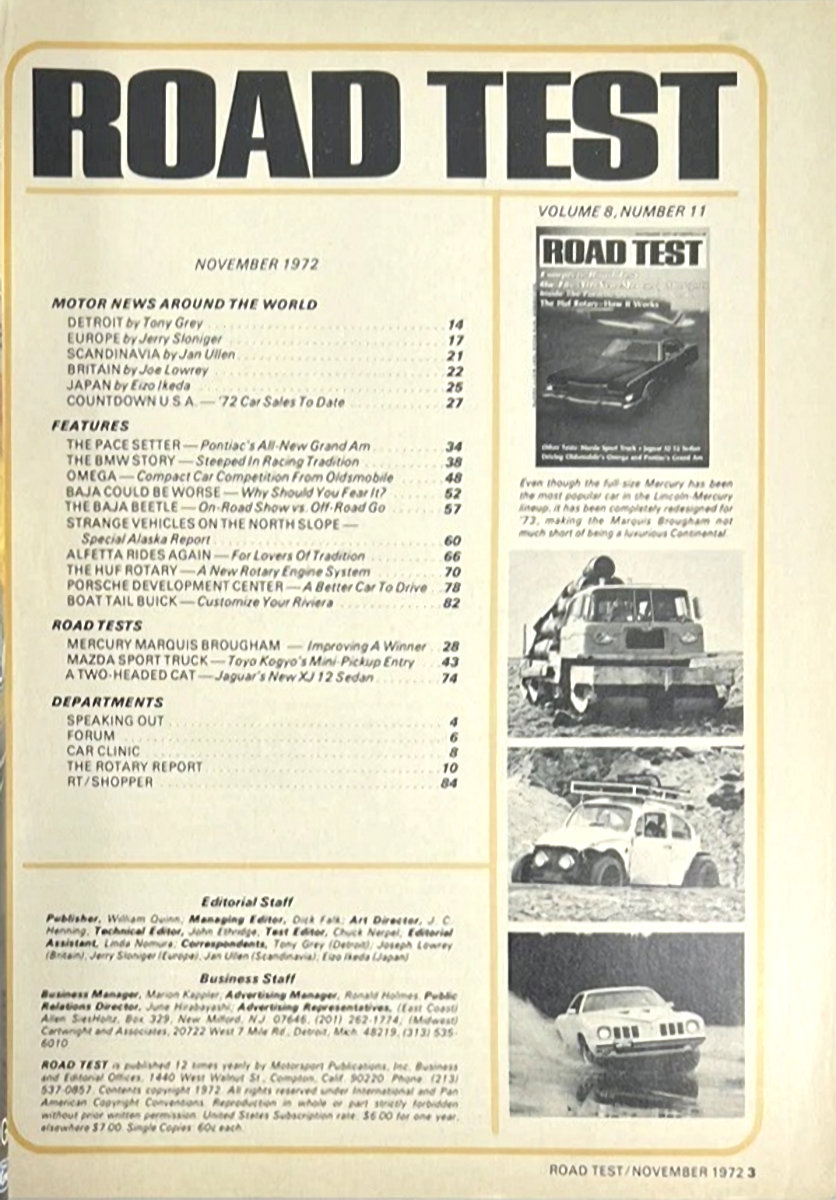 ROAD TEST
NOVEMBER 1972
MOTOR NEWS AROUND THE WORLD
DETROIT by Tony Grey 14
EUROPE by Jerry Sloniger 17
SCANDINAVIA by Jan Ullen 21
BRITAIN by Joe Lowrey 22
JAPAN by Eizo Ikeda 25
COUNTDOWN U S A — '72 Car Sales To Date 27
FEATURES
THE PACE SETTER — Pontiac's All-New Grand Am 34
THE BMW STORY — Steeped In Racing Tradition 38
OMEGA — Compact Car Competition From Oldsmobile 48
BAJA COULD BE WORSE — Why Should You Fear It? 52
THE BAJA BEETLE — On-Road Show vs. Off-Road Go 57
STRANGE VEHICLES ON THE NORTH SLOPE —
Special Alaska Report 60
ALFETTA RIDES AGAIN — For Lovers Of Tradition 66
THE HUF ROTARY — A New Rotary Engine System 70
PORSCHE DEVELOPMENT CENTER — A Better Car To Drive 78
BOAT TAIL BUICK — Customize Your Riviera 82
ROAD TESTS
MERCURY MARQUIS BROUGHAM — Improving A Winner 28
MAZDA SPORT TRUCK — Toyo Kogyo's Mini-Pickup Entry 43
A TWO-HEADED CAT — Jaguar's New XJ 12 Sedan 74
DEPARTMENTS
SPEAKING OUT 4
FORUM 6
CAR CLINIC 8
THE ROTARY REPORT 10
RT/SHOPPER 84
Editorial Staff
Publisher, William Quinn; Managing Editor, Dick Falk; Art Director, J. C.
Henning; Technical Editor, John Ethridge; Test Editor, Chuck Nerpel; Editorial
Assistant, Linda Nomura; Correspondents, Tony Grey (Detroit); Joseph Lowrey
(Britain); Jerry Sloniger (Europe); Jan Ullen (Scandinavia); Eizo Ikeda (Japan)
Business Staff
Business Manager, Marion Kappler; Advertising Manager, Ronald Holmes; Public
Relations Director, June Hirabayashi; Advertising Representatives, (East Coast)
Allen Box 329, New Milford, N.J. 07646, (201) 262-1774; (Midwest)
Cartwright and Associates, 20722 West 7 Mile Rd., Detroit, Mich. 48219, (313) 535-
6010
ROAD TEST is published 12 times yearly by Motorsport Publications, Inc. Business
and Editorial Offices, 1440 West Walnut St., Compton, Calif. 90220. Phone: (213)
537-0857. Contents copyright 1972. All rights reserved under International and Pan
American Copyright Conventions. Reproduction in whole or part strictly forbidden
without prior written permission. United States Subscription rate: $6.00 for one year,
elsewhere $7.00. Single Copies: 60¢ each.
VOLUME 8, NUMBER 11
ROAD TEST
The Huf Rotary: How It Works
Other Tests: Mazda Sport Truck • Jaguar XJ 12 Sedan
Driving Oldsmobile's Omega and Pontiac's Grand Am
Even though the full-size Mercury has been
the most popular car in the Lincoln-Mercury
lineup, it has been completely redesigned for
'73, making the Marquis Brougham not
much short of being a luxurious Continental.
ROAD TEST/NOVEMBER 1972 3